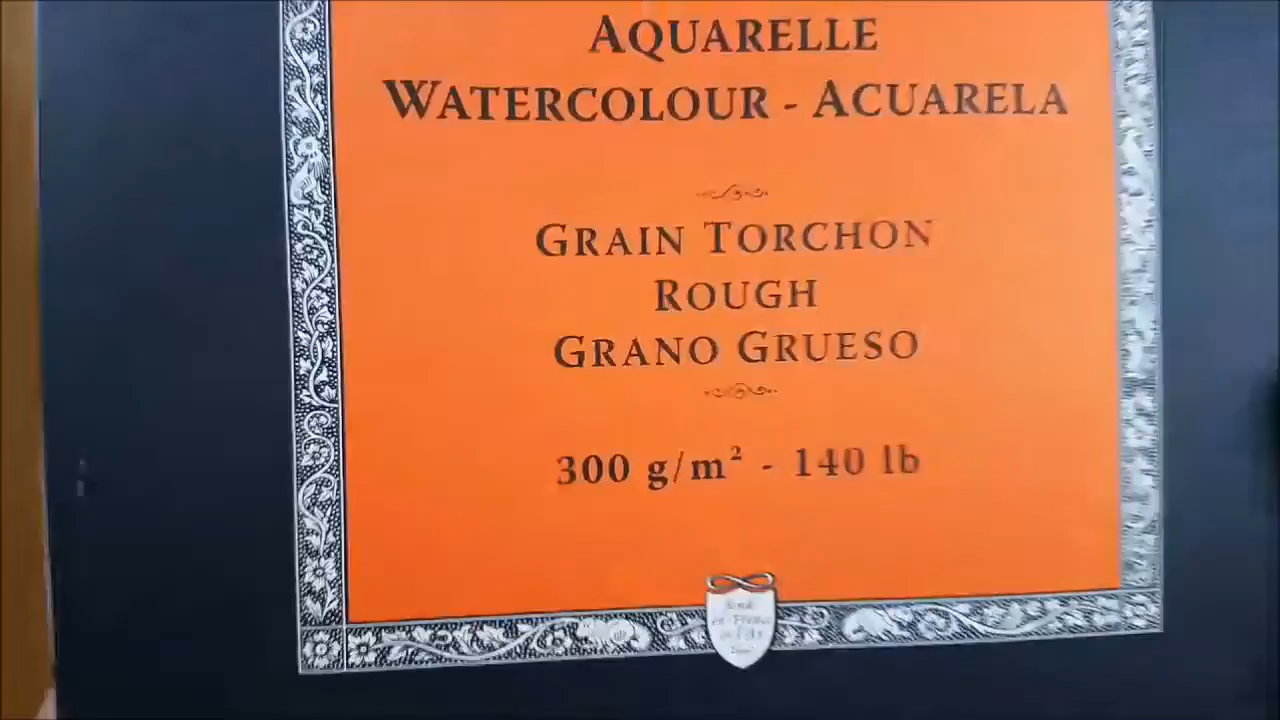 AQUARELLE
WATERCOLOUR - ACUARELA
GRAIN TORCHON
ROUGH
GRANO GRUESO
300 g/m² - 140 lb